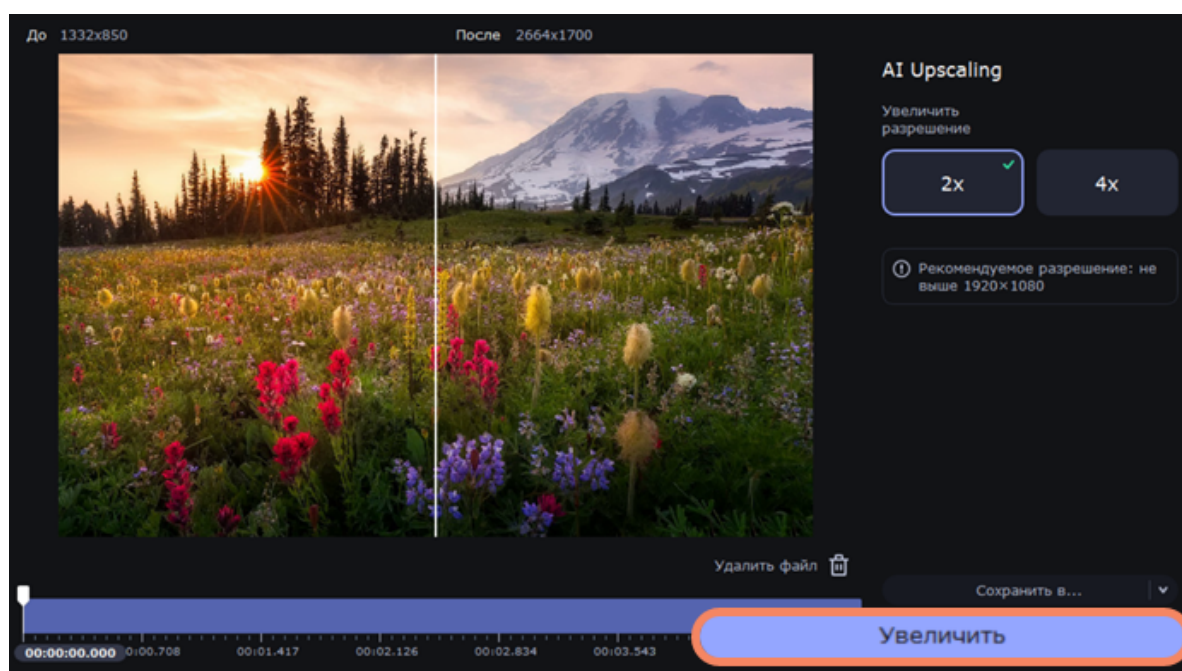 До 1332x850
После 2664x1700
AI Upscaling
Увеличить
разрешение
2x
4x
Рекомендуемое разрешение: не
выше 1920×1080
Удалить файл
Сохранить в...
Увеличить
00:00:00.000 0:00.708 00:01.417 00:02.126 00:02.834 00:03.543